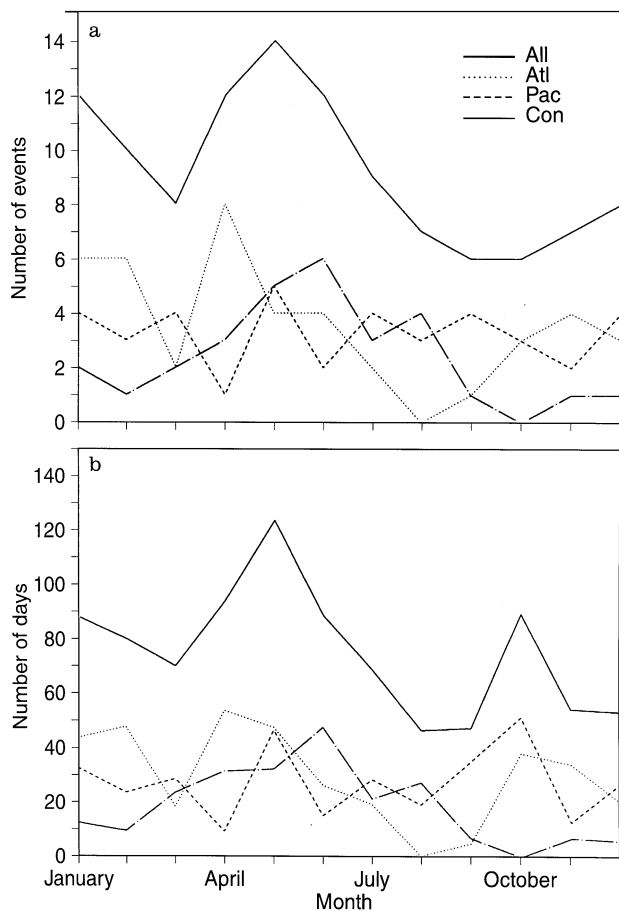 a
14
12
10
8
6
4
2
0
Number of events
All
Atl
Pac
Con
b
140
120
100
80
60
40
20
0
Number of days
January April July October
Month